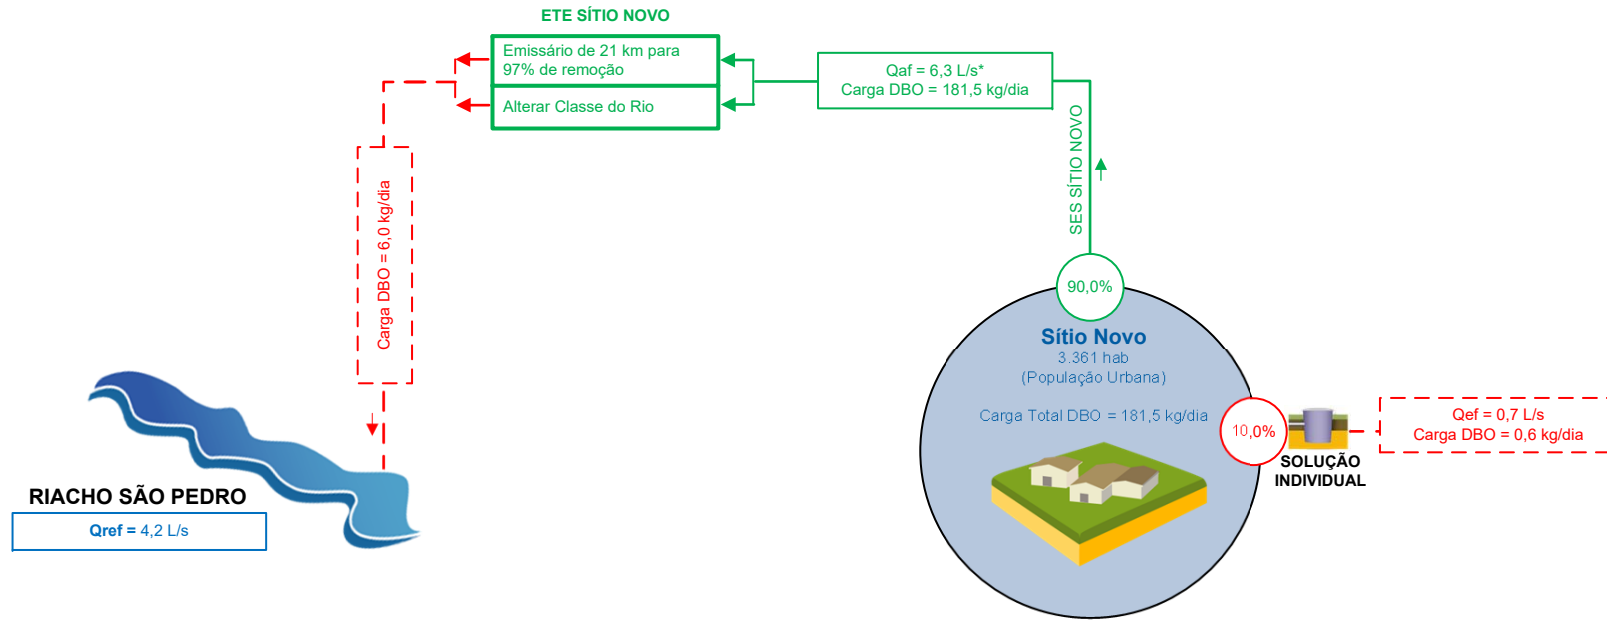 ETE SÍTIO NOVO
Emissário de 21 km para
97% de remoção
Alterar Classe do Rio
Qaf = 6,3 L/s*
Carga DBO = 181,5 kg/dia
SES SÍTIO NOVO
Carga DBO = 6,0 kg/dia
90,0%
Sítio Novo
3.361 hab
(População Urbana)
Carga Total DBO = 181,5 kg/dia
10,0%
SOLUÇÃO
INDIVIDUAL
Qef = 0,7 L/s
Carga DBO = 0,6 kg/dia
RIACHO SÃO PEDRO
Qref = 4,2 L/s